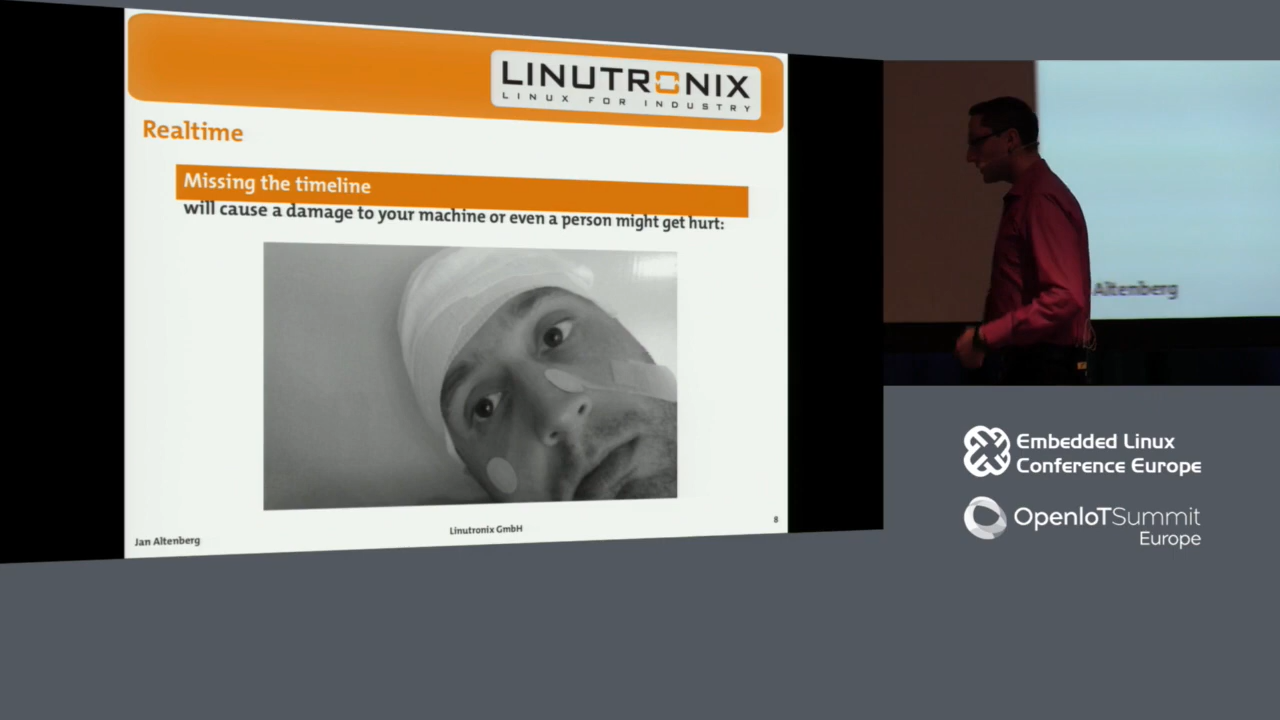 LINUTRONIX
LINUX FOR INDUSTRY
Realtime
Missing the timeline
will cause a damage to your machine or even a person might get hurt:
Jan Altenberg
Linutronix GmbH
8
Altenberg
Embedded Linux
Conference Europe
OpenIoTSummit
Europe